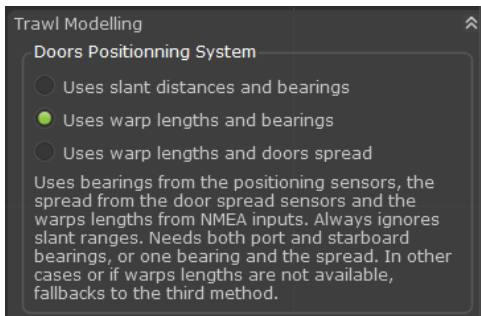 Trawl Modelling
Doors Positionning System
Uses slant distances and bearings
Uses warp lengths and bearings
Uses warp lengths and doors spread
Uses bearings from the positioning sensors, the
spread from the door spread sensors and the
warps lengths from NMEA inputs. Always ignores
slant ranges. Needs both port and starboard
bearings, or one bearing and the spread. In other
cases or if warps lengths are not available,
fallbacks to the third method.